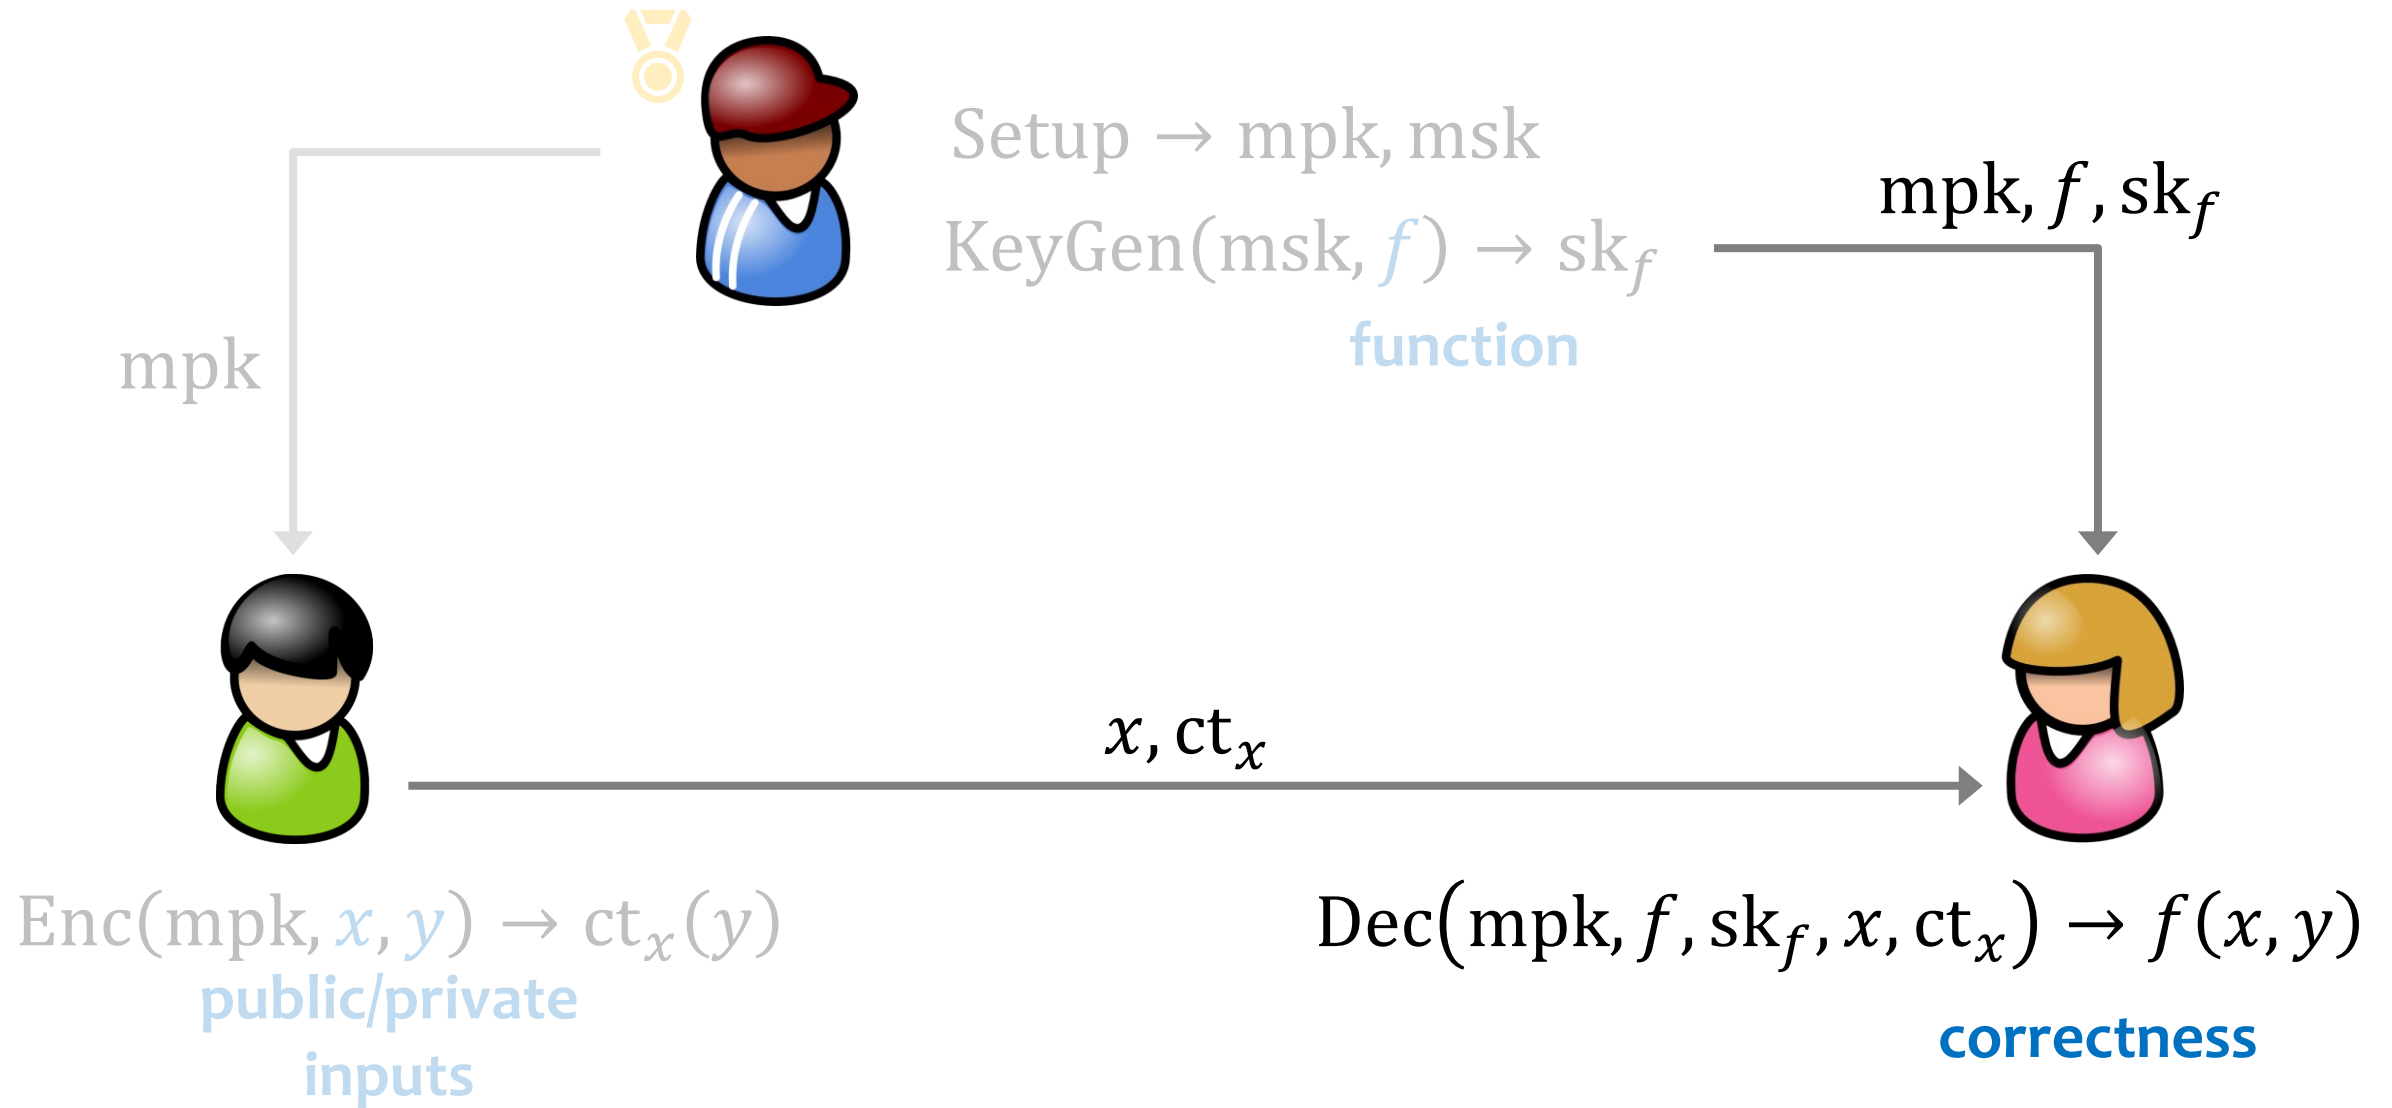 Setup → mpk, msk
mpk, f, sk_f
KeyGen(msk, f) → sk_f
function
mpk
x, ct_x
Enc(mpk, x, y) → ct_x(y)
public/private
inputs
Dec(mpk, f, sk_f, x, ct_x) → f(x, y)
correctness